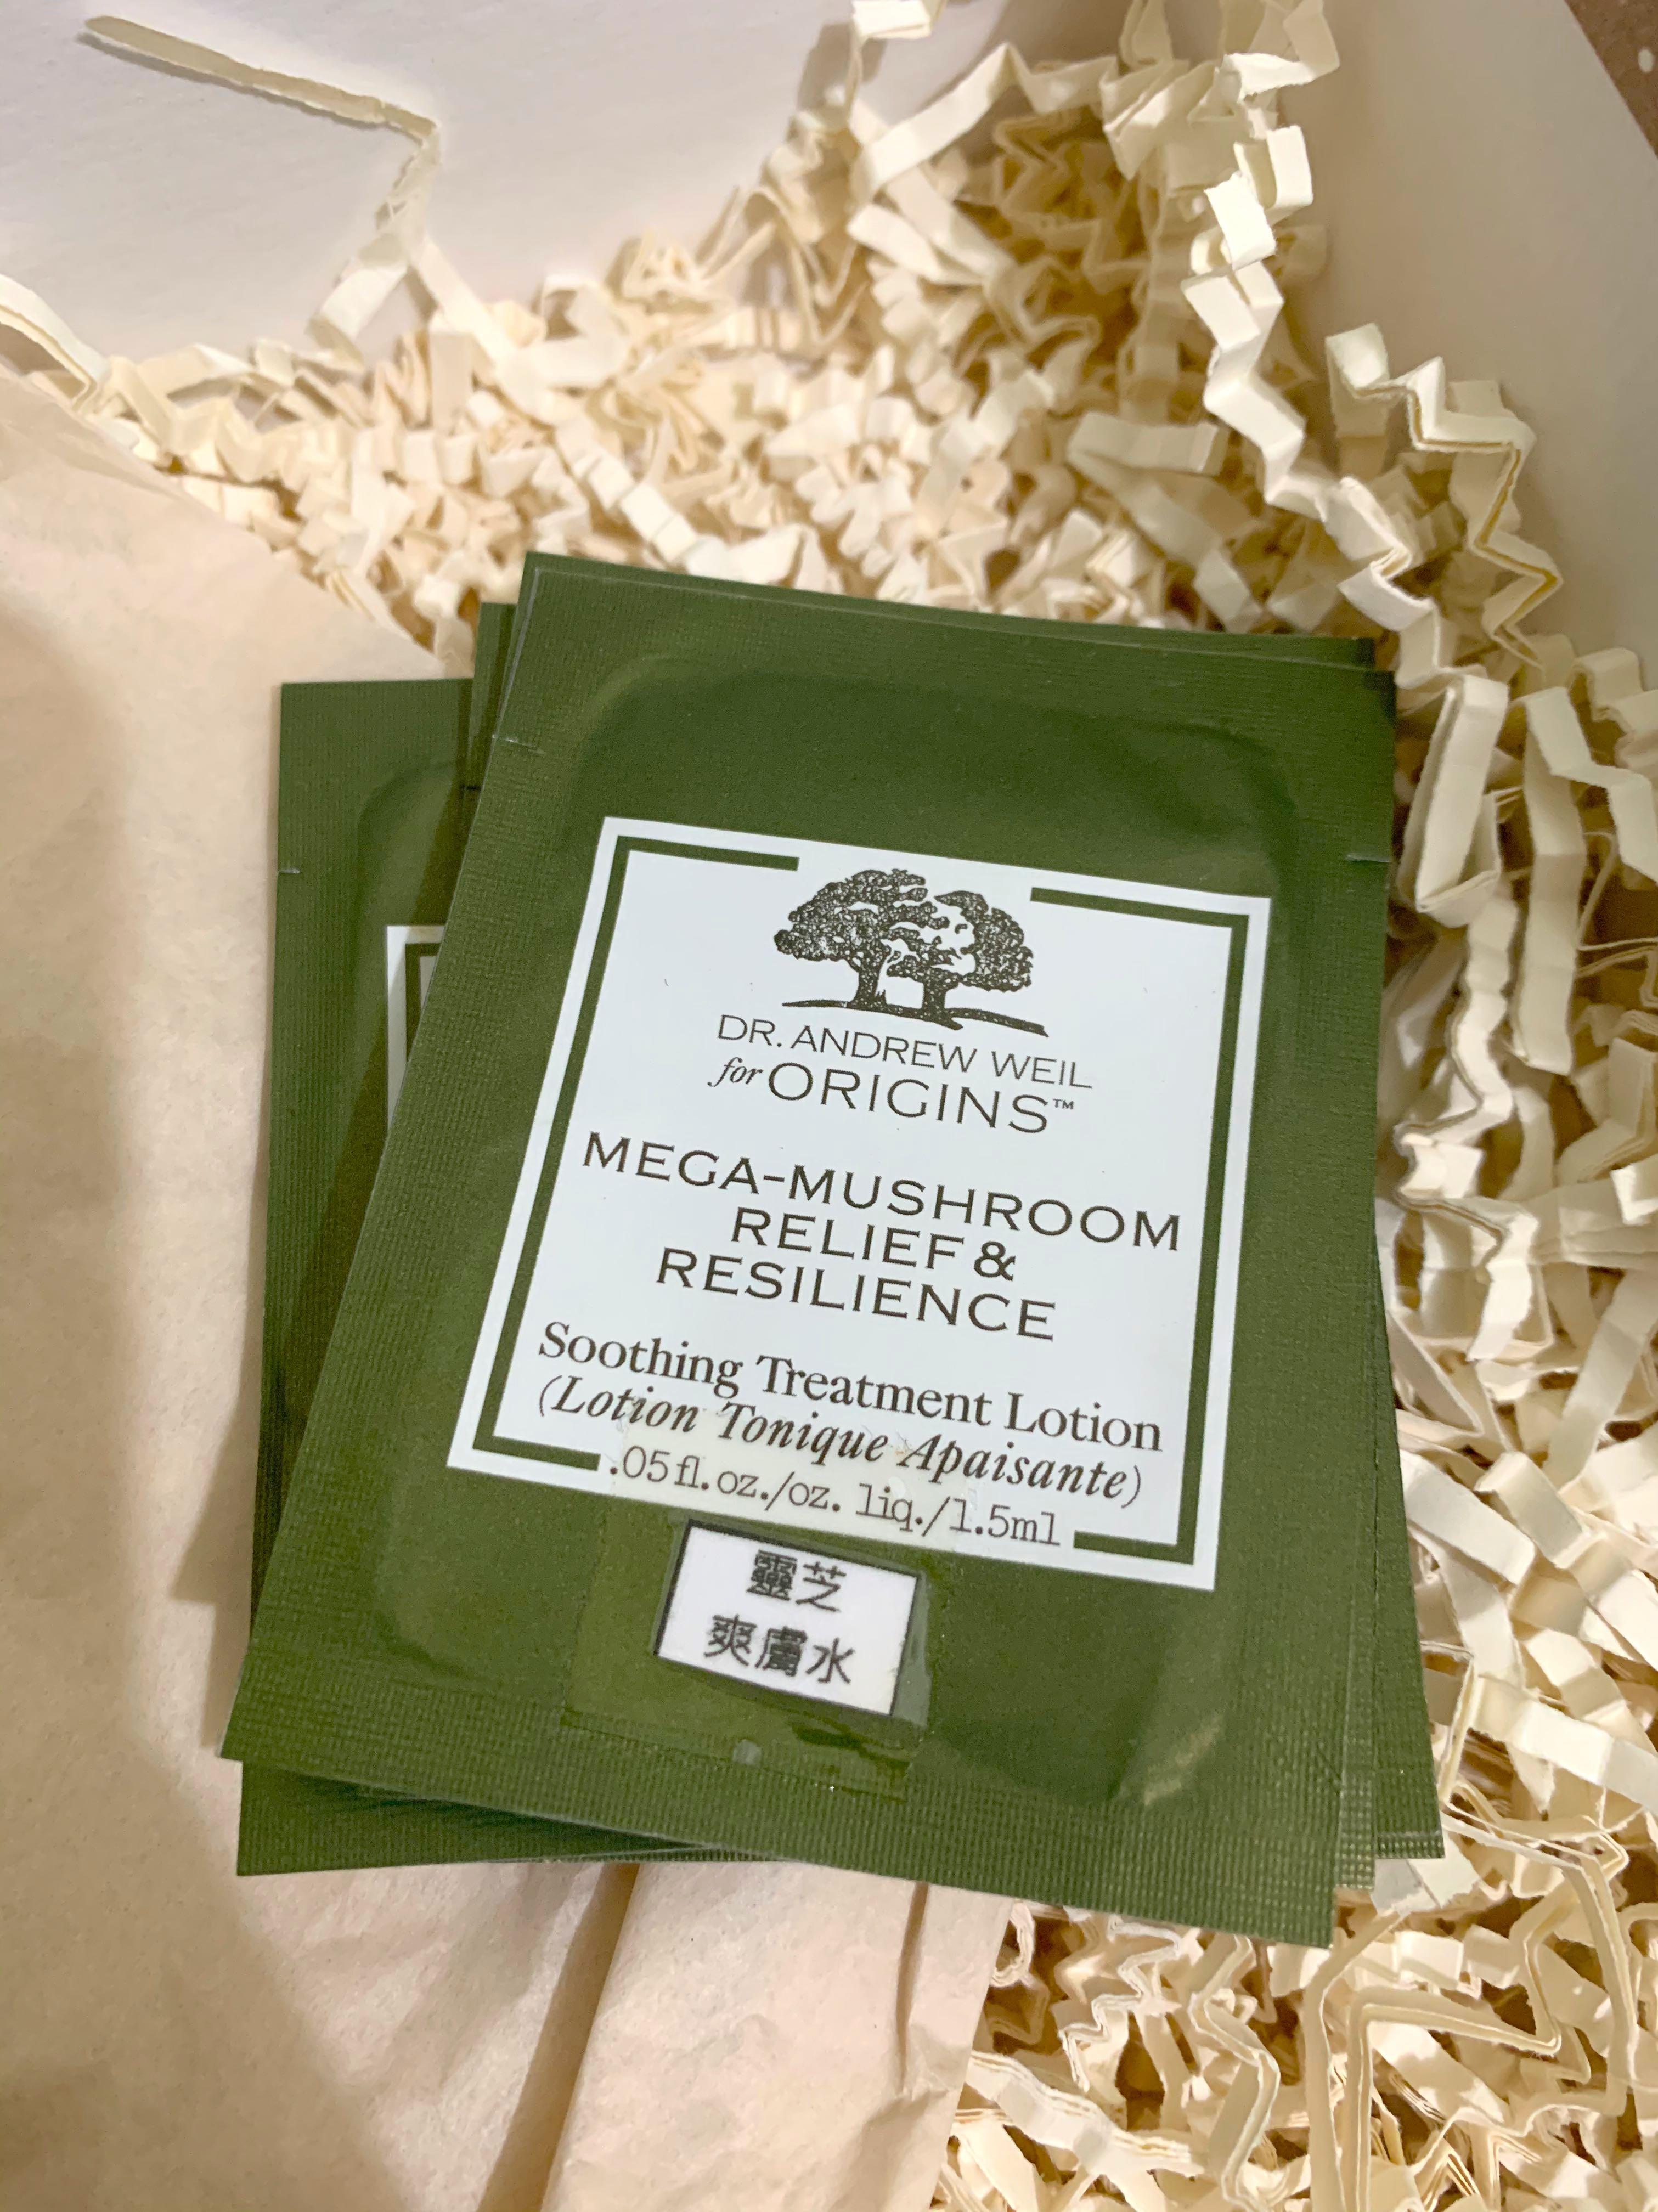 DR. ANDREW WEIL
for ORIGINS™
MEGA-MUSHROOM
RELIEF &
RESILIENCE
Soothing Treatment Lotion
(Lotion Tonique Apaisante)
.05 fl. oz./oz. liq./1.5ml
靈芝
爽膚水